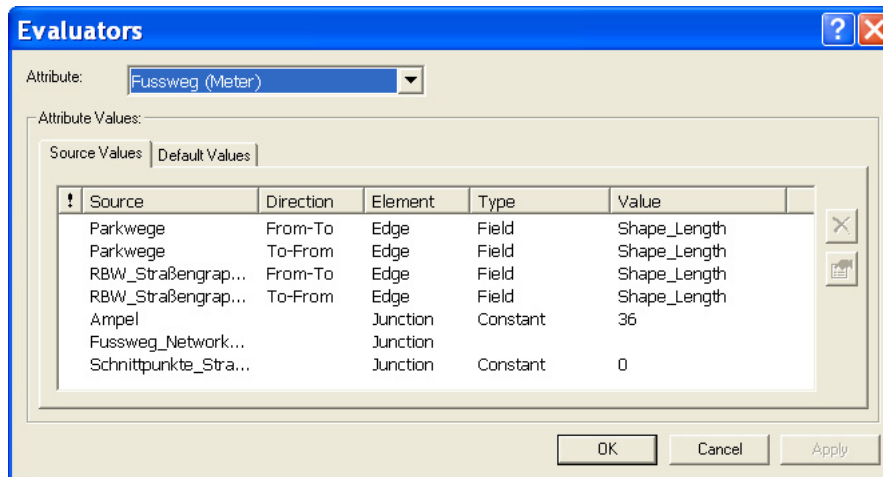 Evaluators
Attribute: Fussweg (Meter)
Attribute Values:
Source Values Default Values
! Source Direction Element Type Value
Parkwege From-To Edge Field Shape_Length
Parkwege To-From Edge Field Shape_Length
RBW_Straßengrap... From-To Edge Field Shape_Length
RBW_Straßengrap... To-From Edge Field Shape_Length
Ampel Junction Constant 36
Fussweg_Network... Junction
Schnittpunkte_Stra... Junction Constant 0
OK Cancel Apply